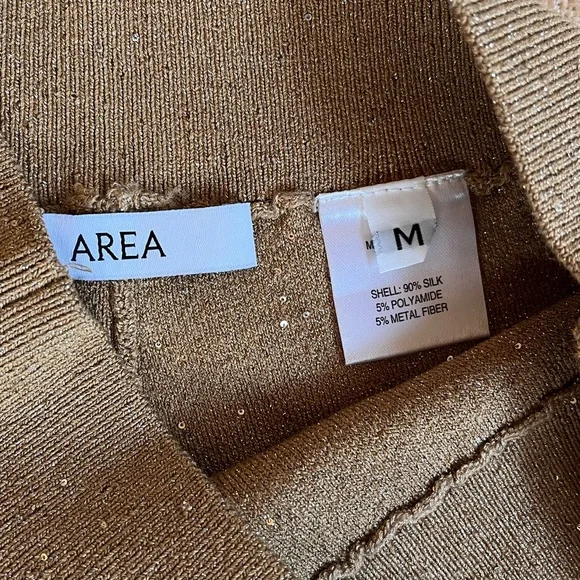 AREA
M
M
SHELL: 90% SILK
5% POLYAMIDE
5% METAL FIBER